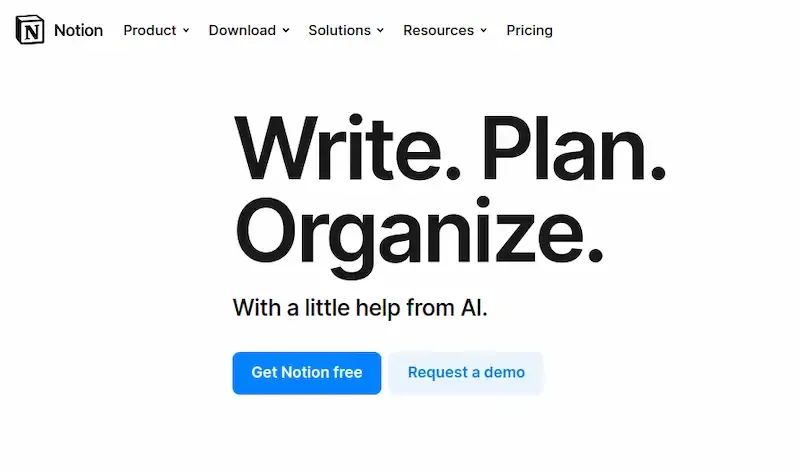 N Notion Product Download Solutions Resources Pricing
Write. Plan.
Organize.
With a little help from AI.
Get Notion free Request a demo